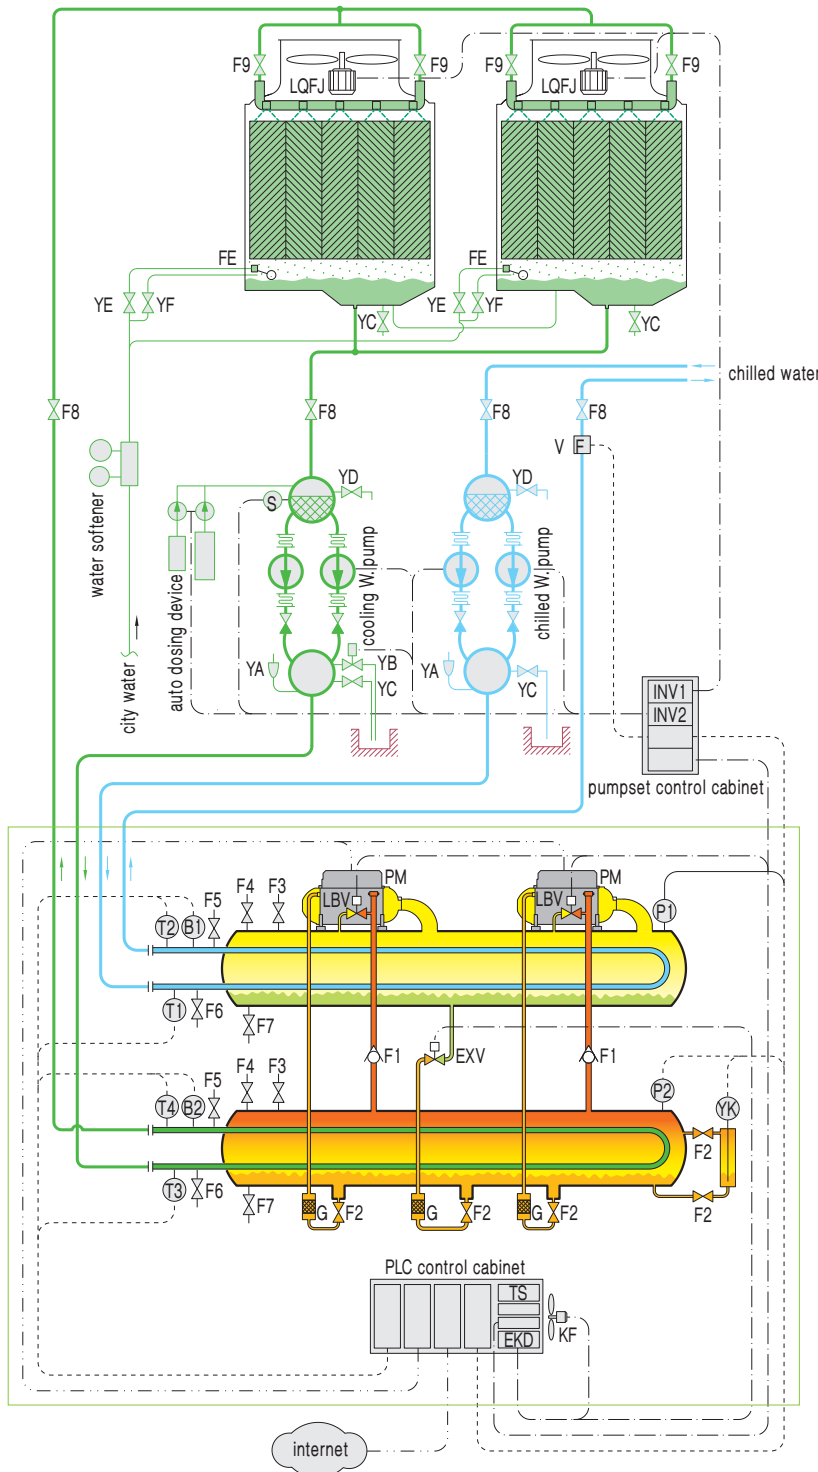 F9
F9
F9
F9
LQFJ
LQFJ
FE
FE
YE
YF
YC
YE
YF
YC
chilled water
F8
F8
F8
F8
V
F
water softener
S
YD
YD
auto dosing device
cooling W. pump
chilled W. pump
city water
YA
YB
YC
YA
YC
INV1
INV2
pumpset control cabinet
PM
PM
LBV
LBV
F4
F3
F5
P1
T2
B1
T1
F6
F7
F1
EXV
F1
F4
F3
F5
P2
T4
B2
YK
F2
T3
F6
F7
G
F2
G
F2
G
F2
F2
PLC control cabinet
TS
EKD
KF
internet